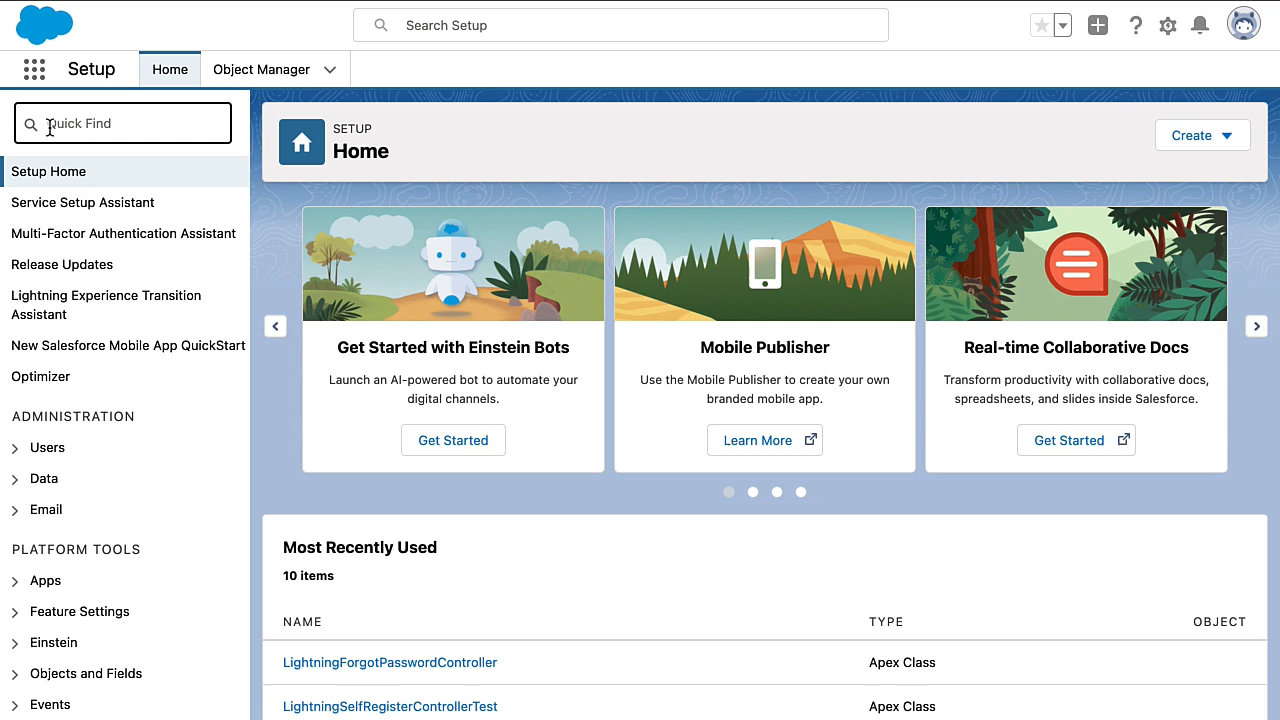 Search Setup
Setup
Home
Object Manager
Quick Find
Setup Home
Service Setup Assistant
Multi-Factor Authentication Assistant
Release Updates
Lightning Experience Transition
Assistant
New Salesforce Mobile App QuickStart
Optimizer
ADMINISTRATION
Users
Data
Email
PLATFORM TOOLS
Apps
Feature Settings
Einstein
Objects and Fields
Events
SETUP
Home
Create
Get Started with Einstein Bots
Launch an AI-powered bot to automate your
digital channels.
Get Started
Mobile Publisher
Use the Mobile Publisher to create your own
branded mobile app.
Learn More
Real-time Collaborative Docs
Transform productivity with collaborative docs,
spreadsheets, and slides inside Salesforce.
Get Started
Most Recently Used
10 items
NAME TYPE OBJECT
LightningForgotPasswordController Apex Class
LightningSelfRegisterControllerTest Apex Class